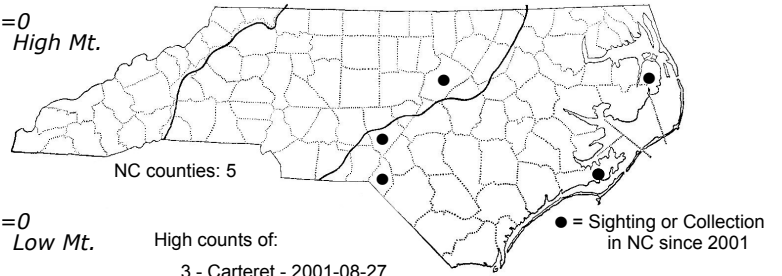 =0
High Mt.
NC counties: 5
=0
Low Mt.
High counts of:
3 - Carteret - 2001-08-27
● = Sighting or Collection
in NC since 2001